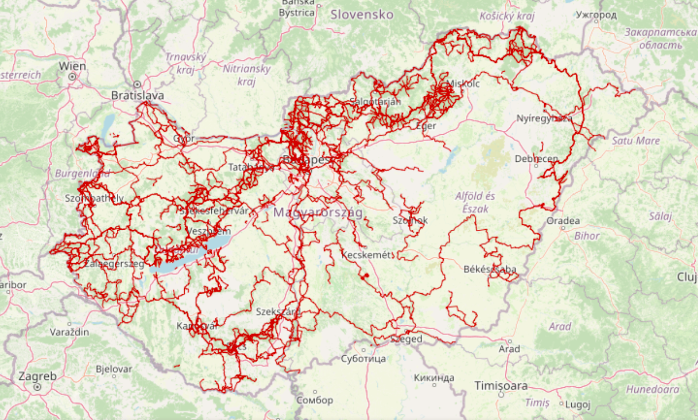 Banská
Bystrica
Slovensko
Košický kraj
Ужгород
Закарпатська
область
Wien
Trnavský
kraj
Nitriansky
kraj
Bratislava
Miskolc
Salgótarján
Eger
Nyíregyháza
Satu Mare
Győr
Tatabánya
Budapest
Debrecen
Burgenland
Szombathely
Székesfehérvár
Alföld és
Észak
Oradea
Sălaj
Bihor
Magyarország
Szolnok
Veszprém
Zalaegerszeg
Kecskemét
Békéscsaba
Cluj
Kaposvár
Szekszárd
Varaždin
Szeged
Arad
Arad
Суботица
Bjelovar
Zagreb
Кикинда
Timișoara
Hunedoara
Сомбор
Timiș
Lugoj